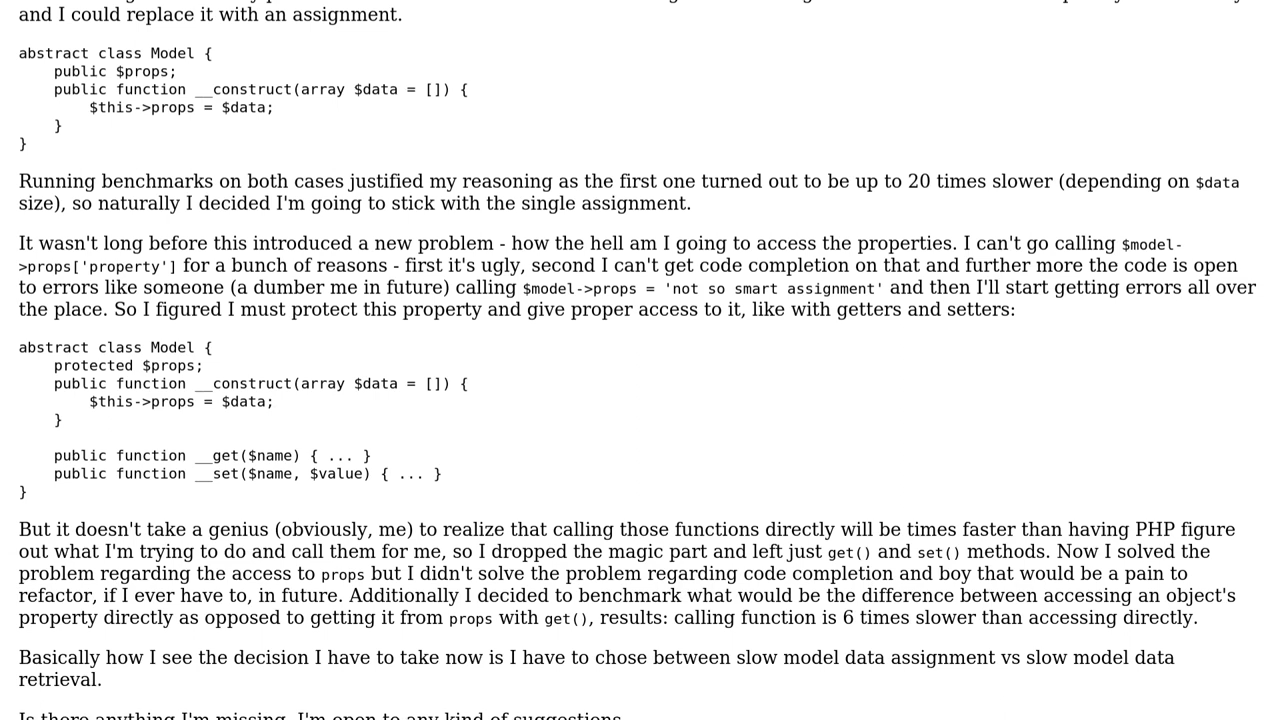 and I could replace it with an assignment.
abstract class Model {
    public $props;
    public function __construct(array $data = []) {
        $this->props = $data;
    }
}
Running benchmarks on both cases justified my reasoning as the first one turned out to be up to 20 times slower (depending on $data
size), so naturally I decided I'm going to stick with the single assignment.
It wasn't long before this introduced a new problem - how the hell am I going to access the properties. I can't go calling $model-
>props['property'] for a bunch of reasons - first it's ugly, second I can't get code completion on that and further more the code is open
to errors like someone (a dumber me in future) calling $model->props = 'not so smart assignment' and then I'll start getting errors all over
the place. So I figured I must protect this property and give proper access to it, like with getters and setters:
abstract class Model {
    protected $props;
    public function __construct(array $data = []) {
        $this->props = $data;
    }
    public function __get($name) { ... }
    public function __set($name, $value) { ... }
}
But it doesn't take a genius (obviously, me) to realize that calling those functions directly will be times faster than having PHP figure
out what I'm trying to do and call them for me, so I dropped the magic part and left just get() and set() methods. Now I solved the
problem regarding the access to props but I didn't solve the problem regarding code completion and boy that would be a pain to
refactor, if I ever have to, in future. Additionally I decided to benchmark what would be the difference between accessing an object's
property directly as opposed to getting it from props with get(), results: calling function is 6 times slower than accessing directly.
Basically how I see the decision I have to take now is I have to chose between slow model data assignment vs slow model data
retrieval.
Is there anything I'm missing, I'm open to any kind of suggestions